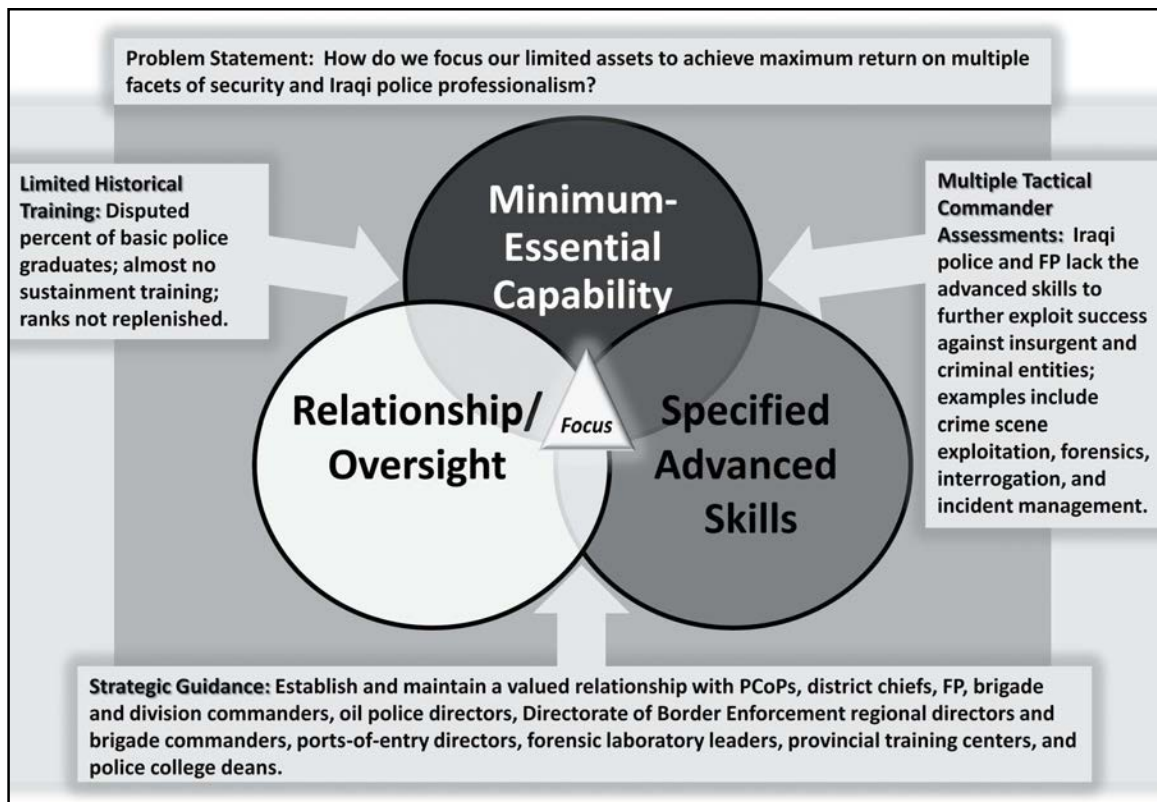 Problem Statement:  How do we focus our limited assets to achieve maximum return on multiple
facets of security and Iraqi police professionalism?
Limited Historical
Training: Disputed
percent of basic police
graduates; almost no
sustainment training;
ranks not replenished.
Minimum-
Essential
Capability
Multiple Tactical
Commander
Assessments:  Iraqi
police and FP lack the
advanced skills to
further exploit success
against insurgent and
criminal entities;
examples include
crime scene
exploitation, forensics,
interrogation, and
incident management.
Relationship/
Oversight
Focus
Specified
Advanced
Skills
Strategic Guidance: Establish and maintain a valued relationship with PCoPs, district chiefs, FP, brigade
and division commanders, oil police directors, Directorate of Border Enforcement regional directors and
brigade commanders, ports-of-entry directors, forensic laboratory leaders, provincial training centers, and
police college deans.